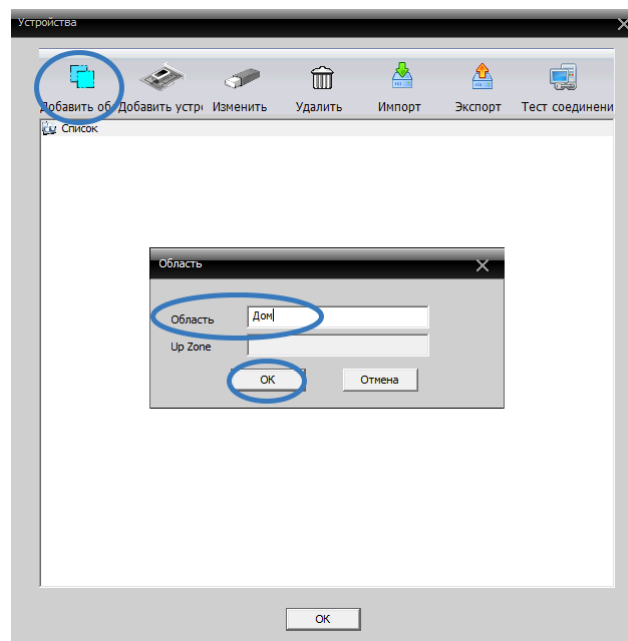 Устройства
Добавить об Добавить устро Изменить Удалить Импорт Экспорт Тест соединени
Список
Область
Область Дом
Up Zone
OK Отмена
OK